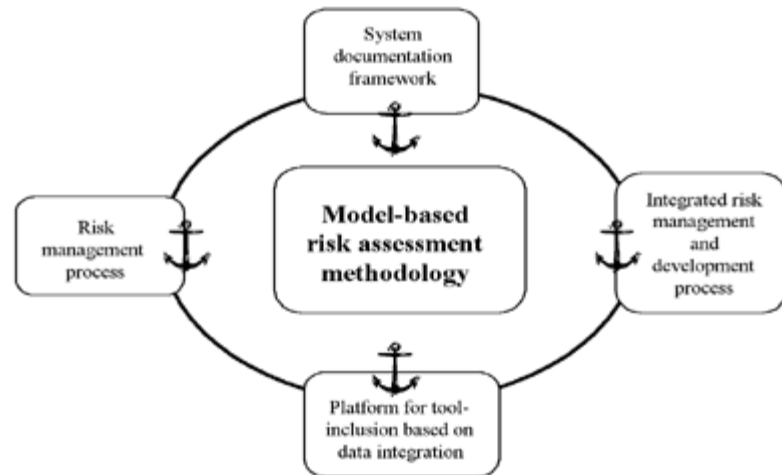 System
documentation
framework
Risk
management
process
Model-based
risk assessment
methodology
Integrated risk
management
and
development
process
Platform for tool-
inclusion based on
data integration